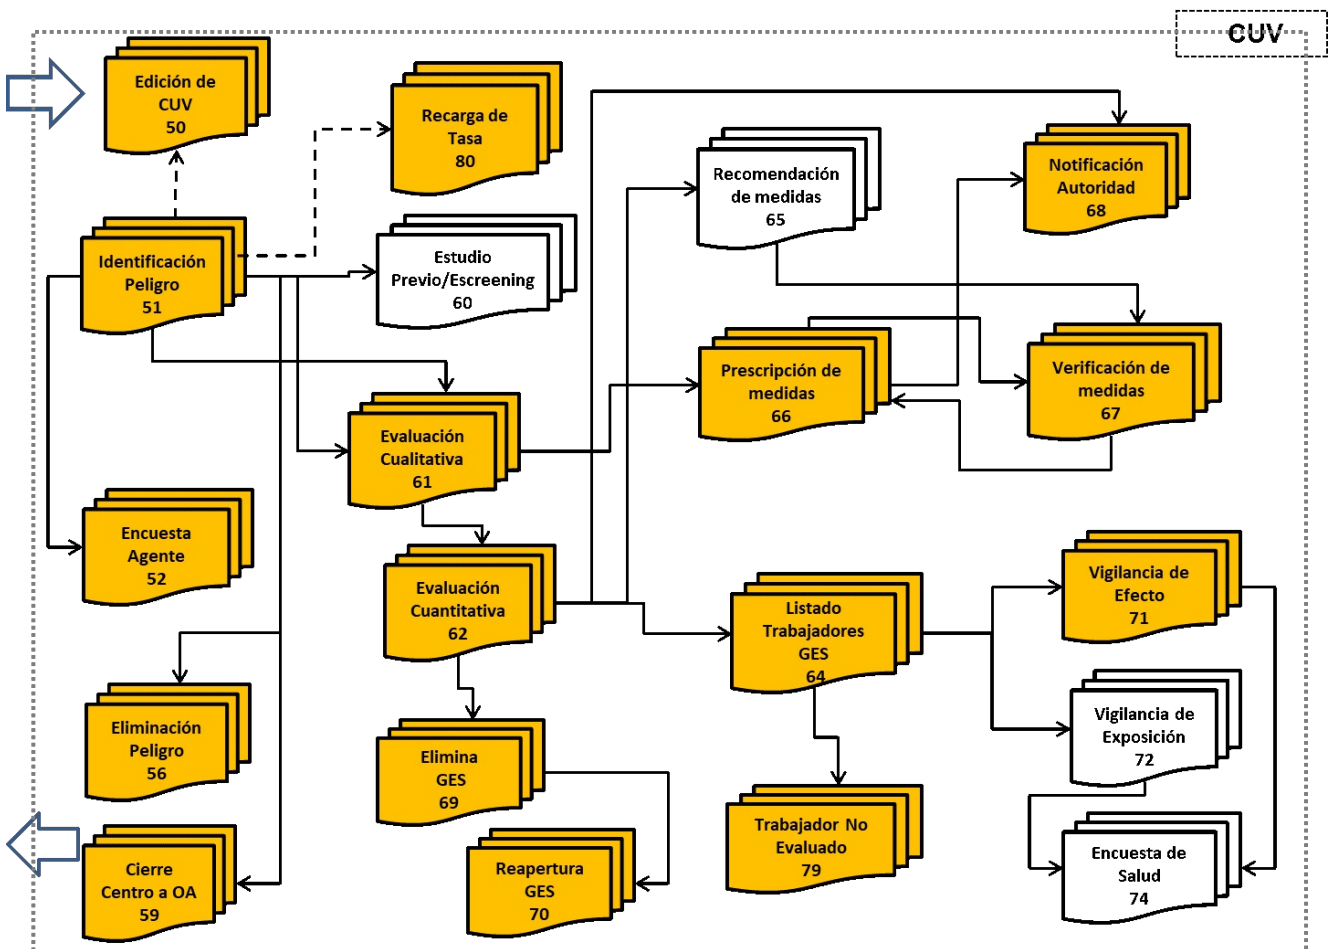 CUV
Edición de
CUV
50
Recarga de
Tasa
80
Recomendación
de medidas
65
Notificación
Autoridad
68
Identificación
Peligro
51
Estudio
Previo/Escreening
60
Prescripción de
medidas
66
Verificación de
medidas
67
Evaluación
Cualitativa
61
Encuesta
Agente
52
Evaluación
Cuantitativa
62
Listado
Trabajadores
GES
64
Vigilancia de
Efecto
71
Eliminación
Peligro
56
Elimina
GES
69
Vigilancia de
Exposición
72
Trabajador No
Evaluado
79
Cierre
Centro a OA
59
Reapertura
GES
70
Encuesta de
Salud
74